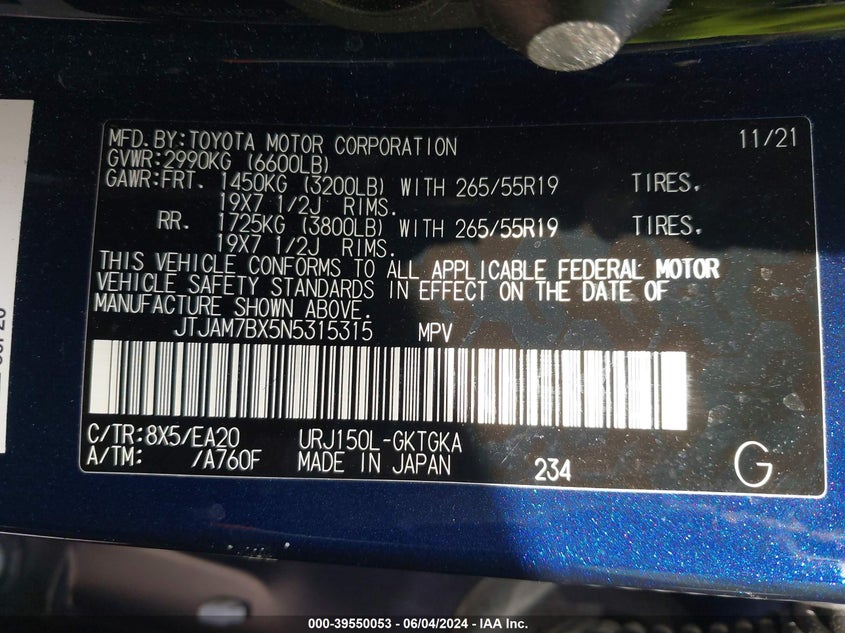 MFD.BY:TOYOTA MOTOR CORPORATION 11/21
GVWR:2990KG (6600LB)
GAWR:FRT. 1450KG (3200LB) WITH 265/55R19 TIRES.
19X7 1/2J RIMS.
RR. 1725KG (3800LB) WITH 265/55R19 TIRES.
19X7 1/2J RIMS.
THIS VEHICLE CONFORMS TO ALL APPLICABLE FEDERAL MOTOR
VEHICLE SAFETY STANDARDS IN EFFECT ON THE DATE OF
MANUFACTURE SHOWN ABOVE.
JTJAM7BX5N5315315 MPV
C/TR:8X5/EA20 URJ150L-GKTGKA
A/TM: /A760F MADE IN JAPAN 234 G
000-39550053 - 06/04/2024 - IAA Inc.